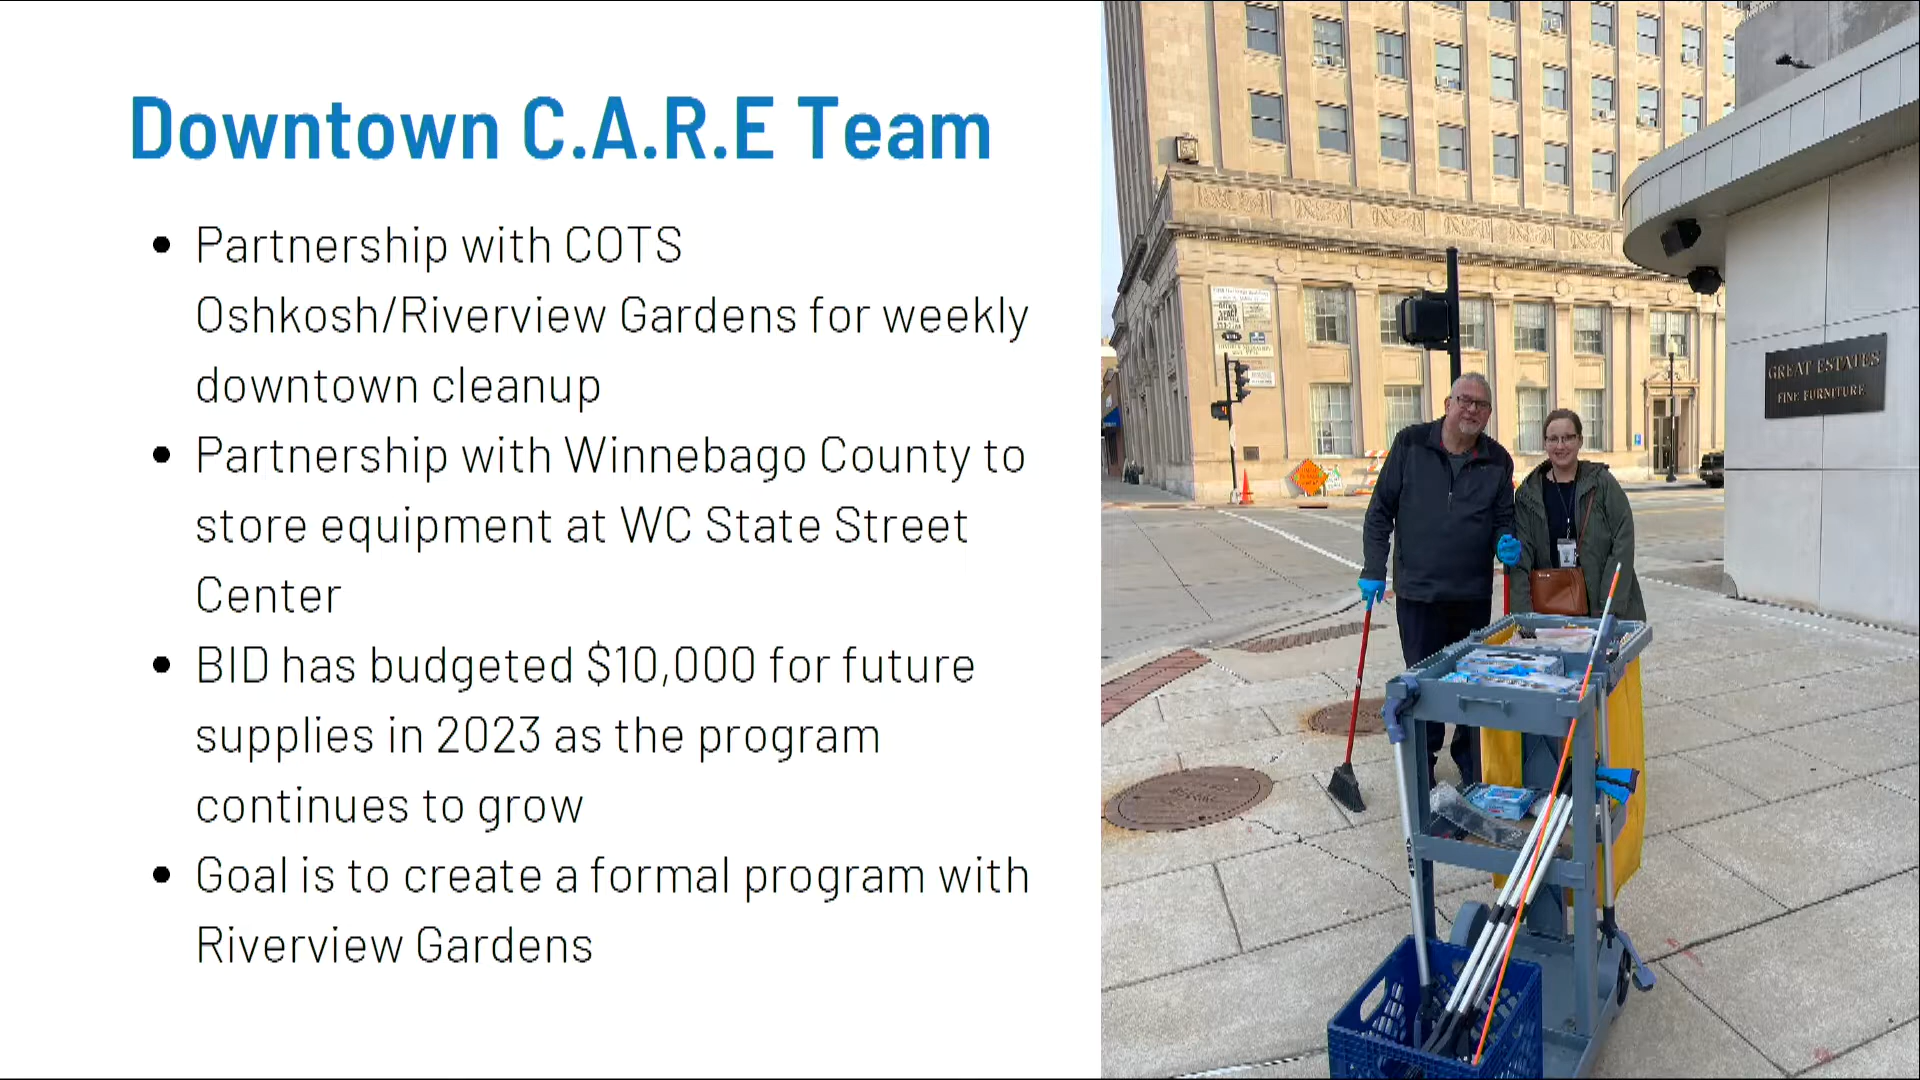 Downtown C.A.R.E Team
• Partnership with COTS
Oshkosh/Riverview Gardens for weekly
downtown cleanup
• Partnership with Winnebago County to
store equipment at WC State Street
Center
• BID has budgeted $10,000 for future
supplies in 2023 as the program
continues to grow
• Goal is to create a formal program with
Riverview Gardens
GREAT ESTATES
FINE FURNITURE